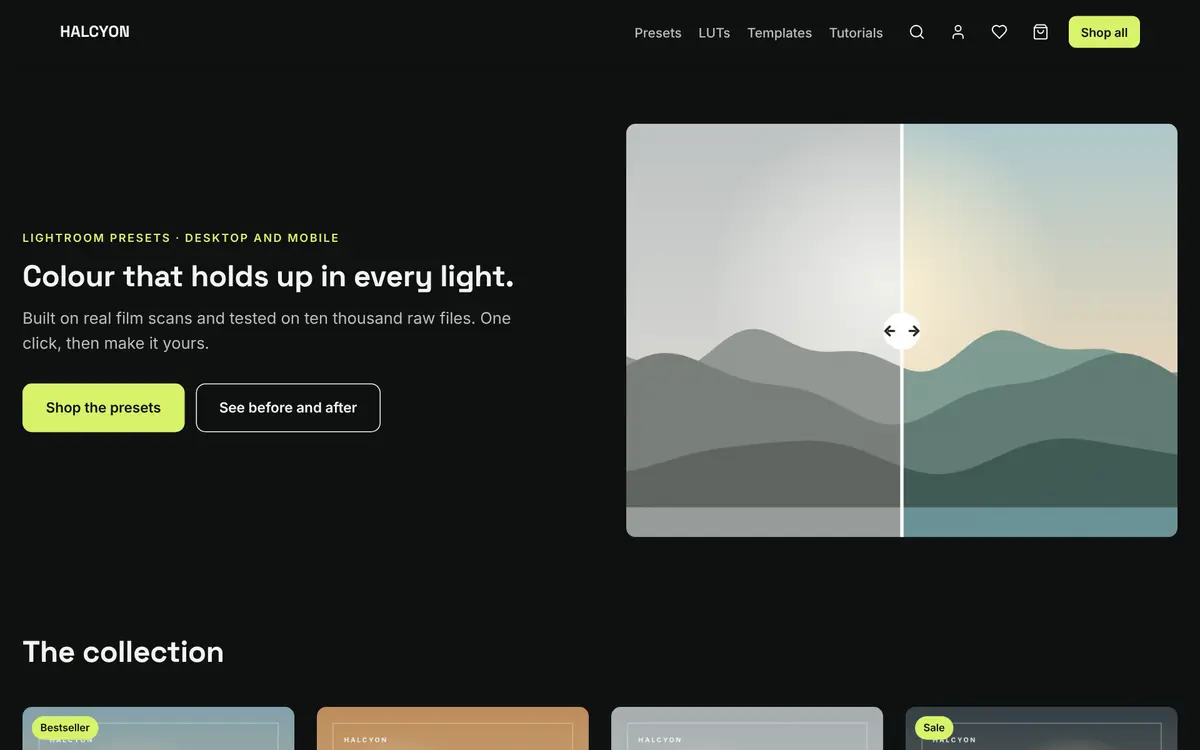 HALCYON
Presets
LUTs
Templates
Tutorials
Shop all
LIGHTROOM PRESETS · DESKTOP AND MOBILE
Colour that holds up in every light.
Built on real film scans and tested on ten thousand raw files. One
click, then make it yours.
Shop the presets
See before and after
The collection
Bestseller
HALCYON
HALCYON
HALCYON
Sale
HALCYON